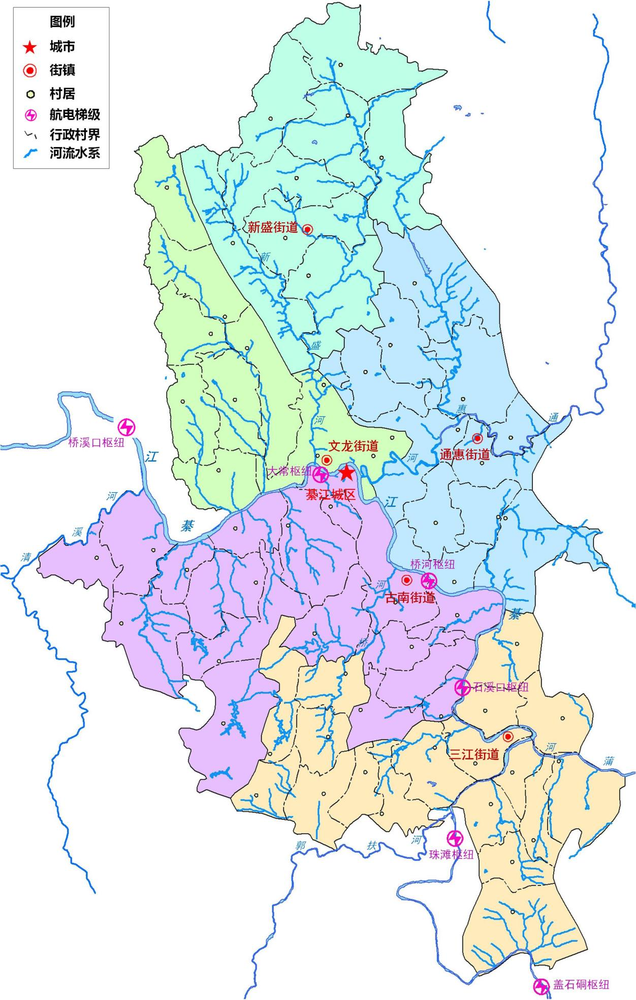 图例
城市
街镇
村居
航电梯级
行政村界
河流水系
新盛街道
新
盛
河
惠
通
河
桥溪口枢纽
江
文龙街道
通惠街道
大常枢纽
綦江城区
江
河
溪
清
綦
桥河枢纽
河
古南街道
綦
桥
石溪口枢纽
三江街道
河
蒲
郭
扶
河
珠滩枢纽
盖石硐枢纽